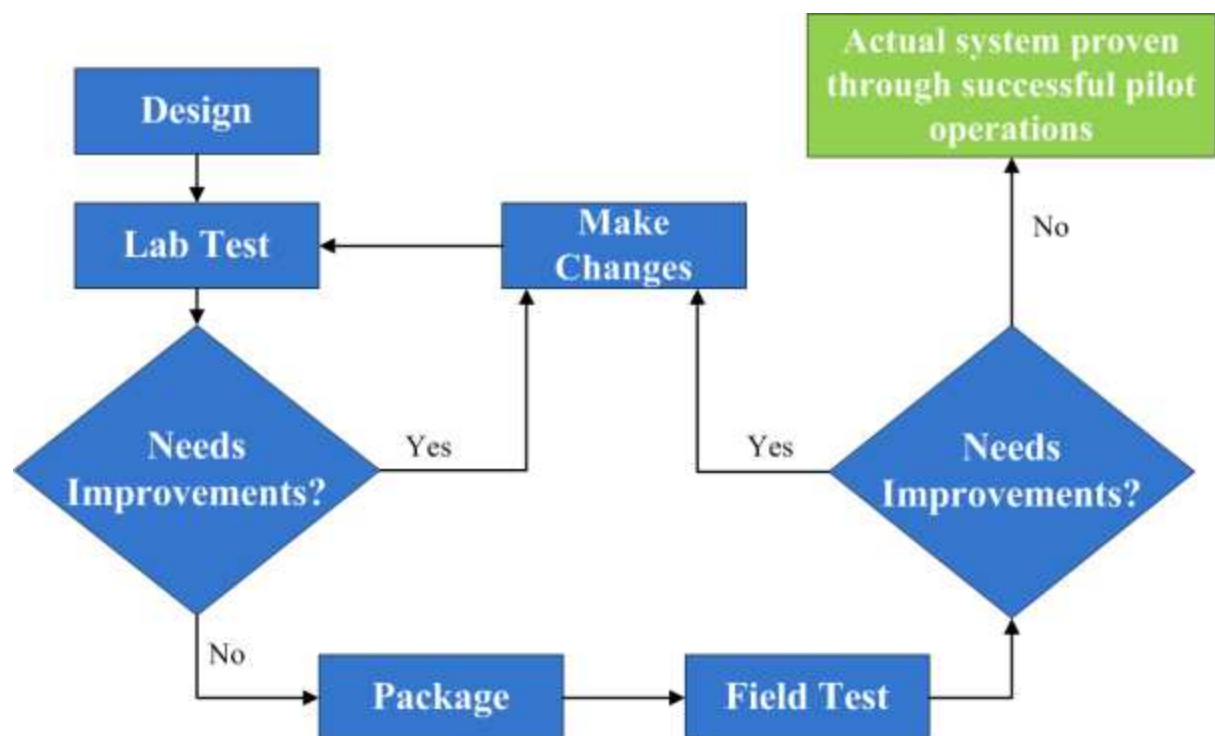 Design
Lab Test
Make
Changes
Actual system proven
through successful pilot
operations
No
Needs
Improvements?
Yes
Yes
Needs
Improvements?
No
Package
Field Test